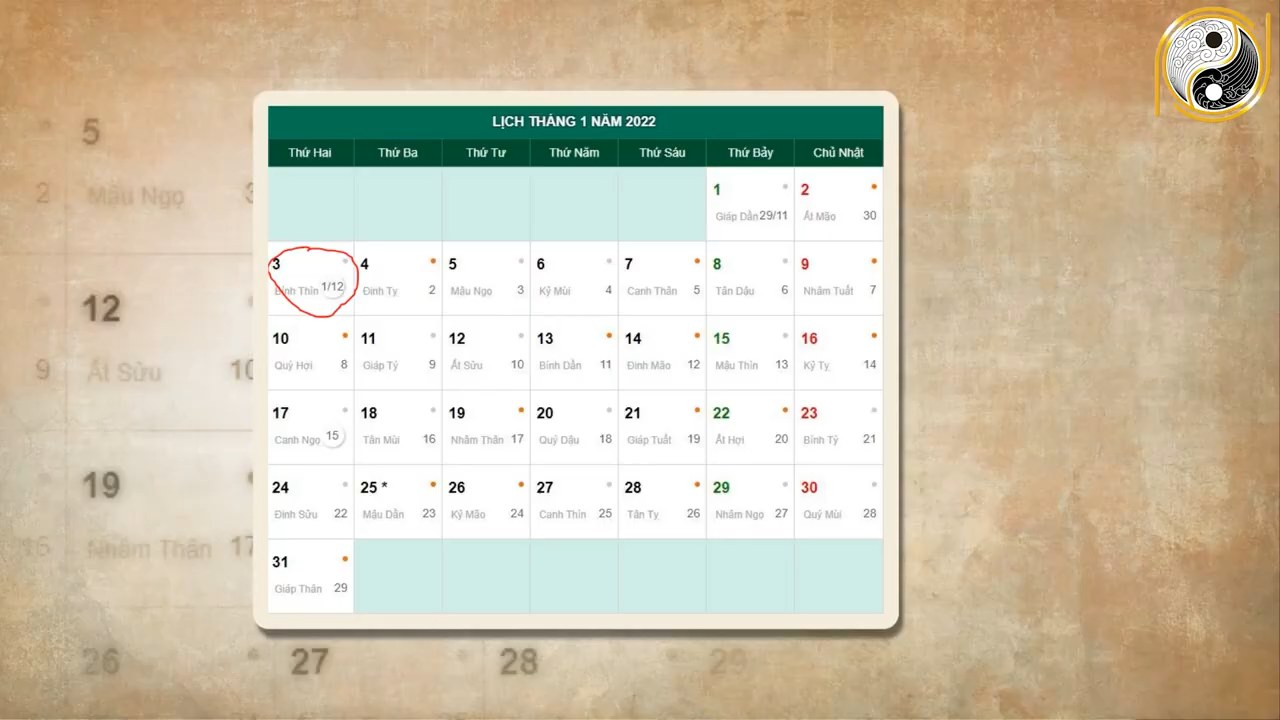 LỊCH THÁNG 1 NĂM 2022
Thứ Hai Thứ Ba Thứ Tư Thứ Năm Thứ Sáu Thứ Bảy Chủ Nhật
1 2
Giáp Dần 29/11 Ất Mão 30
3 4 5 6 7 8 9
Bính Thìn 1/12 Đinh Tỵ 2 Mậu Ngọ 3 Kỷ Mùi 4 Canh Thân 5 Tân Dậu 6 Nhâm Tuất 7
10 11 12 13 14 15 16
Quý Hợi 8 Giáp Tý 9 Ất Sửu 10 Bính Dần 11 Đinh Mão 12 Mậu Thìn 13 Kỷ Tỵ 14
17 18 19 20 21 22 23
Canh Ngọ 15 Tân Mùi 16 Nhâm Thân 17 Quý Dậu 18 Giáp Tuất 19 Ất Hợi 20 Bính Tý 21
24 25 * 26 27 28 29 30
Đinh Sửu 22 Mậu Dần 23 Kỷ Mão 24 Canh Thìn 25 Tân Tỵ 26 Nhâm Ngọ 27 Quý Mùi 28
31
Giáp Thân 29
5
2 Mậu Ngọ 3
12
9 Ất Sửu 10
19
16 Nhâm Thân 17
26 27 28 29